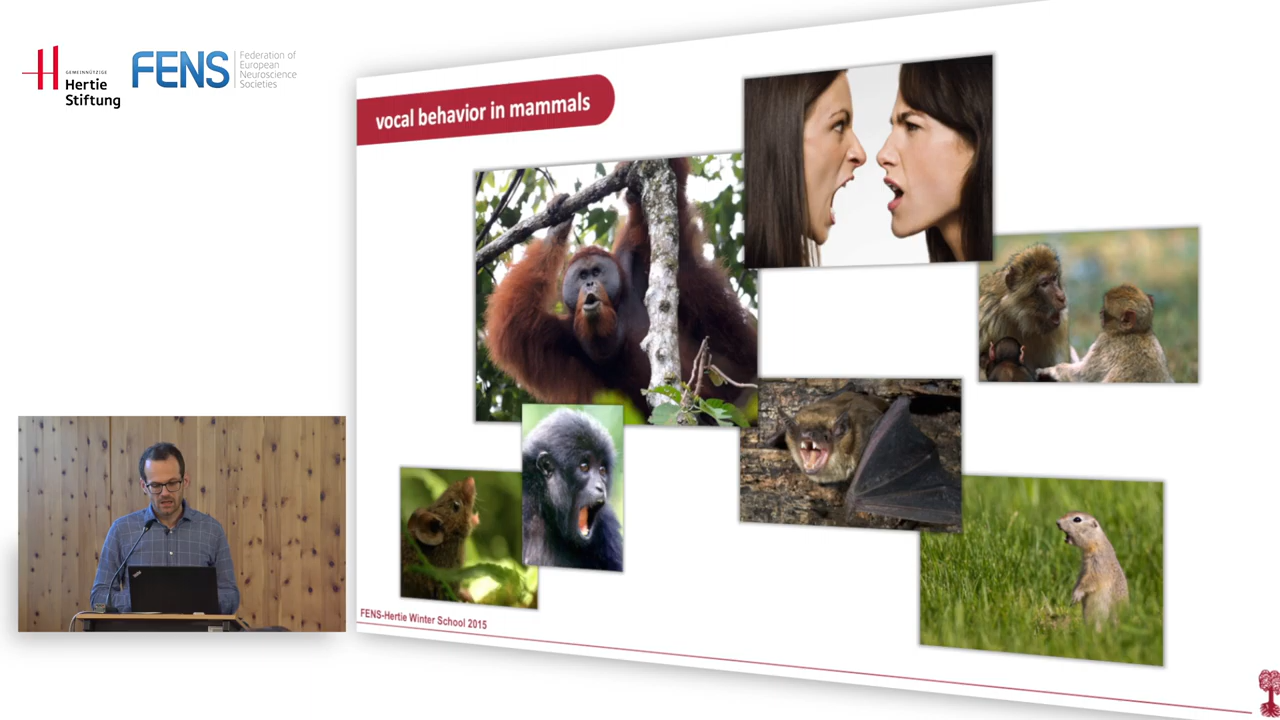 GEMEINNÜTZIGE
Hertie
Stiftung
FENS
Federation of
European
Neuroscience
Societies
vocal behavior in mammals
FENS-Hertie Winter School 2015